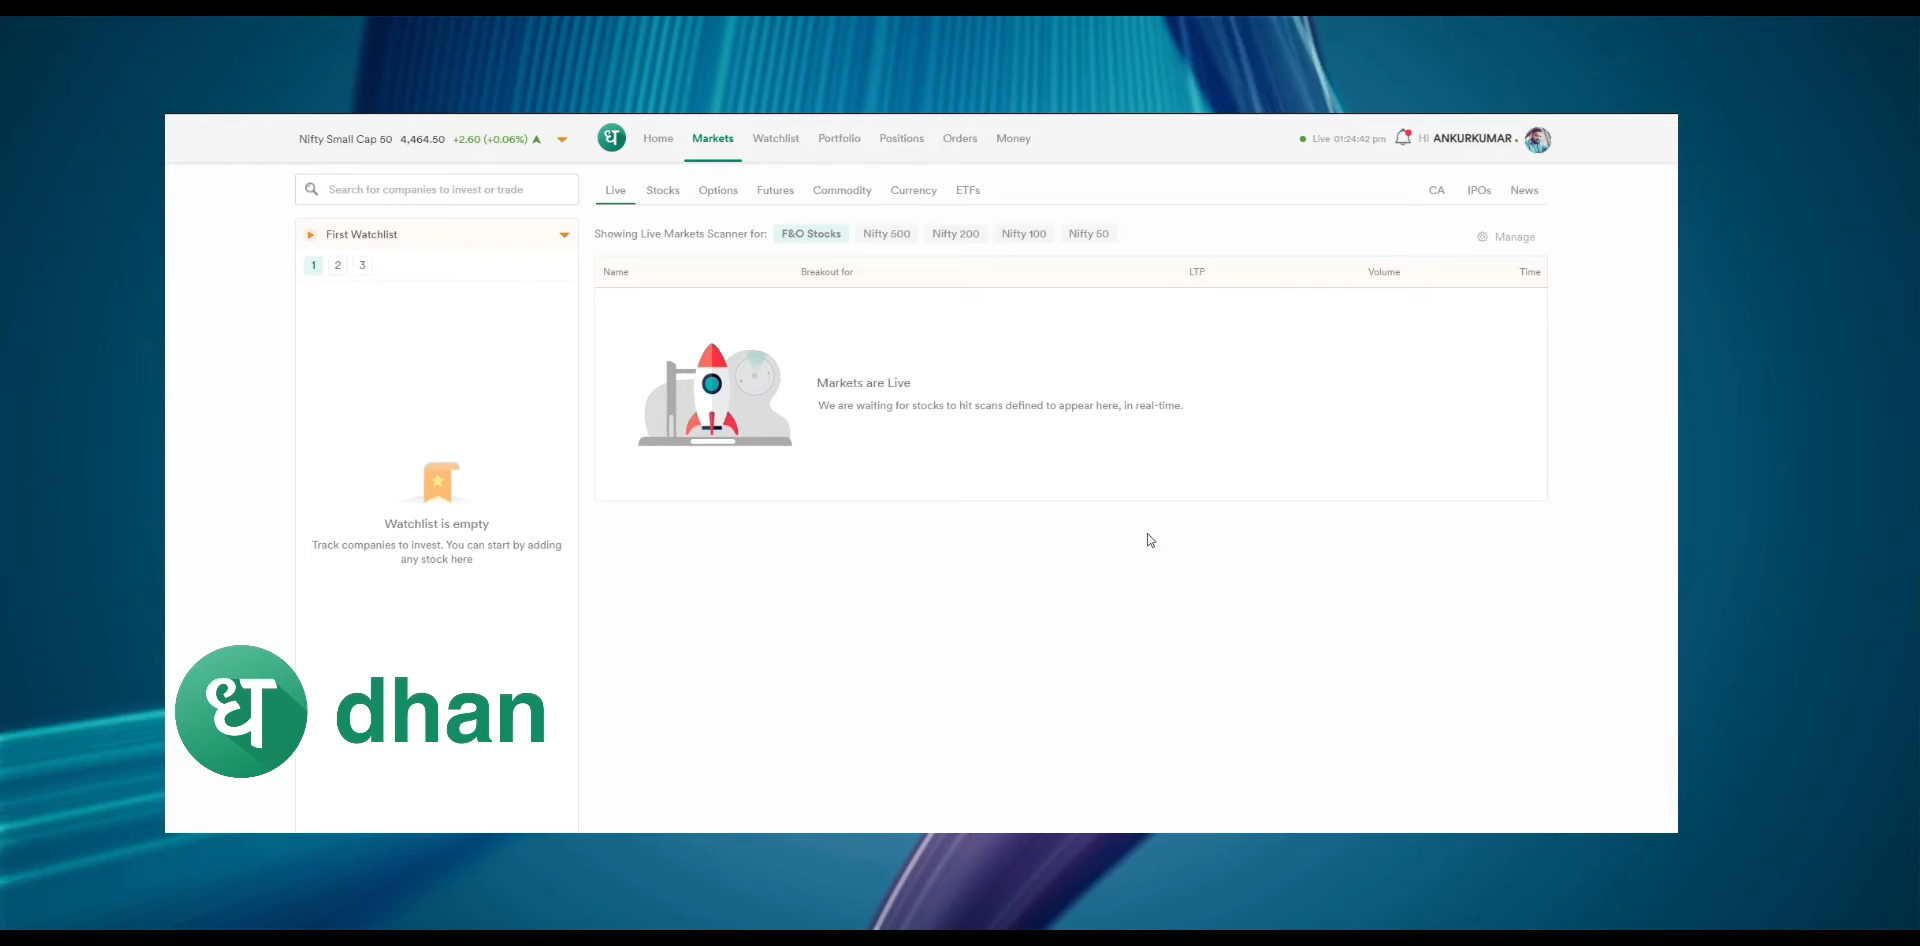 Nifty Small Cap 50 4,464.50 +2.60 (+0.06%)
ध Home Markets Watchlist Portfolio Positions Orders Money
Live 01:24:42 pm Hi ANKURKUMAR
Search for companies to invest or trade
Live Stocks Options Futures Commodity Currency ETFs
CA IPOs News
First Watchlist
1 2 3
Showing Live Markets Scanner for: F&O Stocks Nifty 500 Nifty 200 Nifty 100 Nifty 50
Manage
Name Breakout for LTP Volume Time
Markets are Live
We are waiting for stocks to hit scans defined to appear here, in real-time.
Watchlist is empty
Track companies to invest. You can start by adding
any stock here
ध dhan